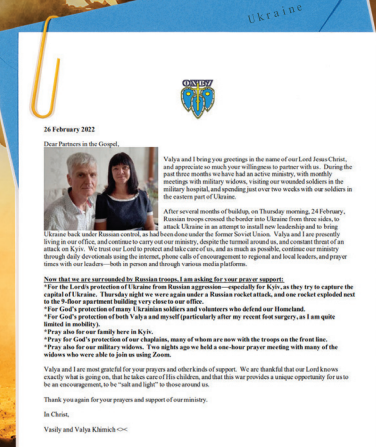 Ukraine
26 February 2022
Dear Partners in the Gospel,
Valya and I bring you greetings in the name of our Lord Jesus Christ,
and appreciate so much your willingness to partner with us. During the
past three months we have had an active ministry, with monthly
meetings with military widows, visiting our wounded soldiers in the
military hospital, and spending just over two weeks with our soldiers in
the eastern part of Ukraine.
After several months of buildup, on Thursday morning, 24 February,
Russian troops crossed the border into Ukraine from three sides, to
attack Ukraine in an attempt to install new leadership and to bring
Ukraine back under Russian control, as had been done under the former Soviet Union. Valya and I are presently
living in our office, and continue to carry out our ministry, despite the turmoil around us, and constant threat of an
attack on Kyiv. We trust our Lord to protect and take care of us, and as much as possible, continue our ministry
through daily devotionals using the internet, phone calls of encouragement to regional and local leaders, and prayer
times with our leaders—both in person and through various media platforms.
Now that we are surrounded by Russian troops, I am asking for your prayer support:
*For the Lord's protection of Ukraine from Russian aggression—especially for Kyiv, as they try to capture the
capital of Ukraine. Thursday night we were again under a Russian rocket attack, and one rocket exploded next
to the 9-floor apartment building very close to our office.
*For God's protection of many Ukrainian soldiers and volunteers who defend our Homeland.
*For God's protection of both Valya and myself (particularly after my recent foot surgery, as I am quite
limited in mobility).
*Pray also for our family here in Kyiv.
*Pray for God's protection of our chaplains, many of whom are now with the troops on the front line.
*Pray also for our military widows. Two nights ago we held a one-hour prayer meeting with many of the
widows who were able to join us using Zoom.
Valya and I are most grateful for your prayers and other kinds of support. We are thankful that our Lord knows
exactly what is going on, that he takes care of His children, and that this war provides a unique opportunity for us to
be an encouragement, to be "salt and light" to those around us.
Thank you again for your prayers and support of our ministry.
In Christ,
Vasily and Valya Khimich